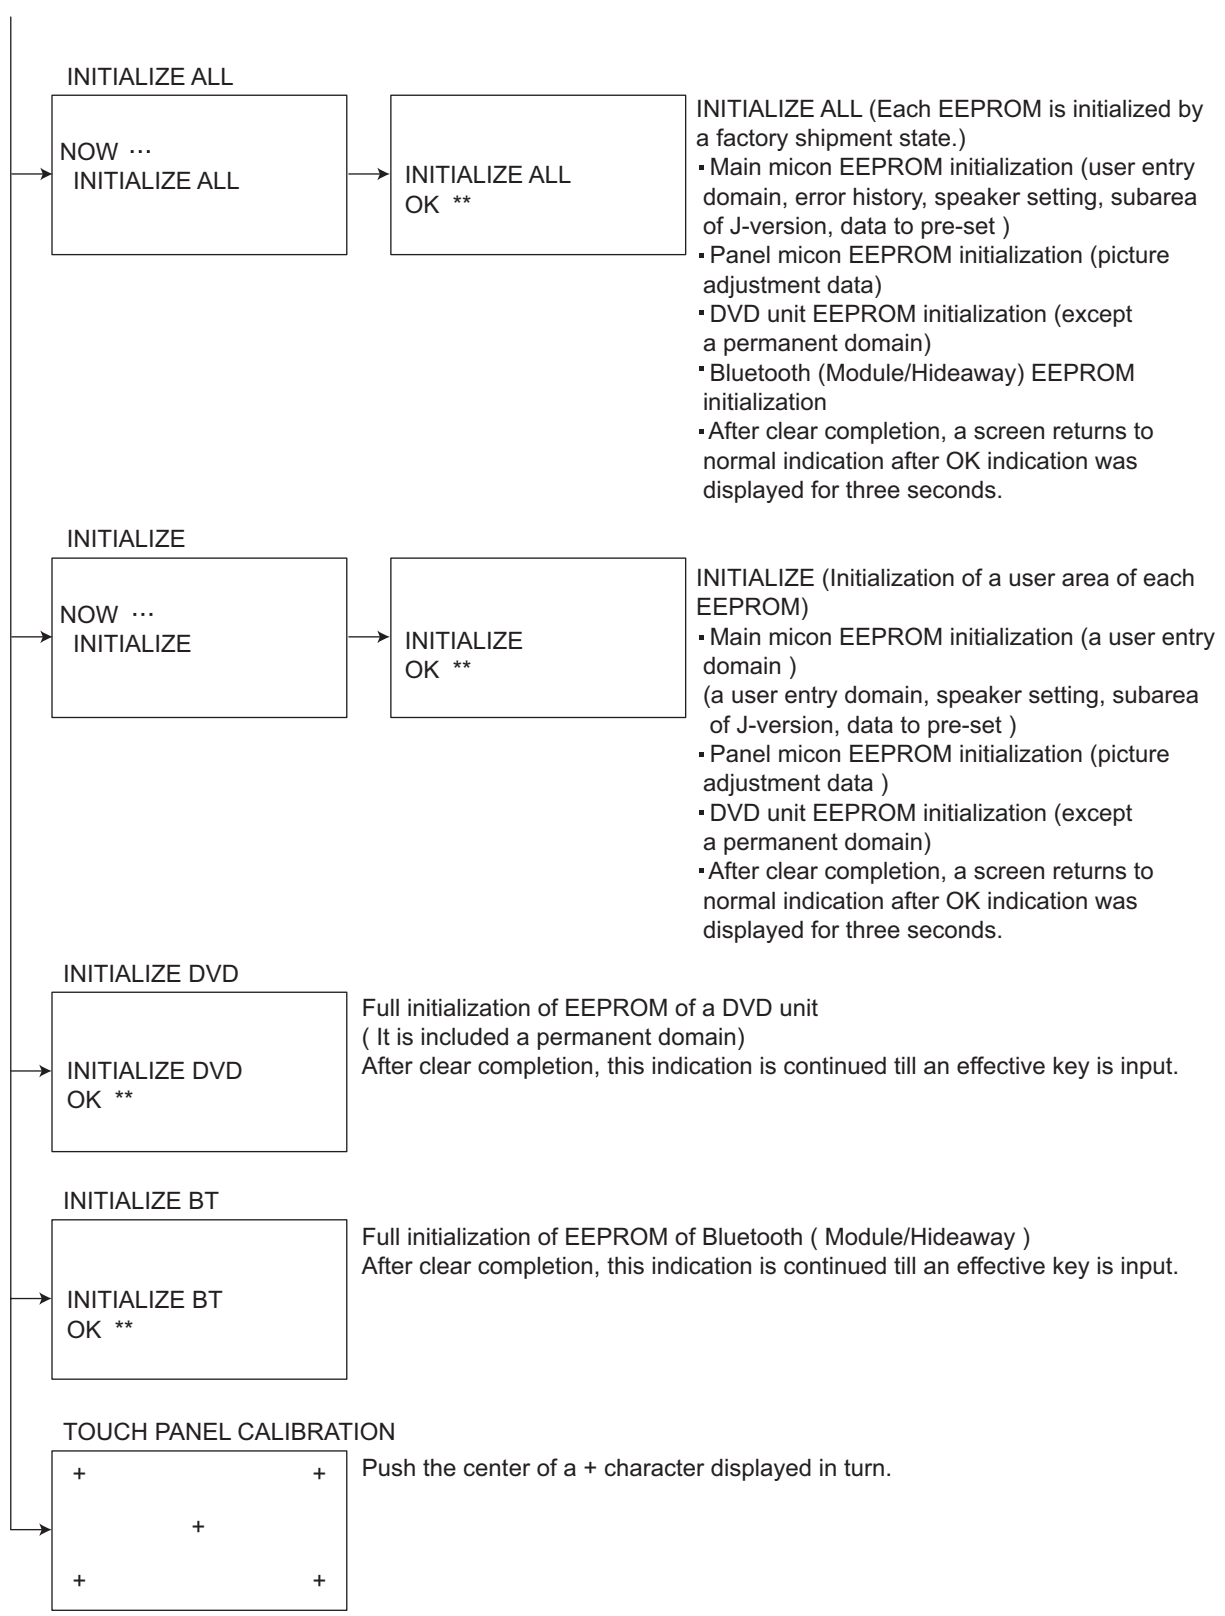 INITIALIZE ALL
NOW ···
INITIALIZE ALL
INITIALIZE ALL
OK **
INITIALIZE ALL (Each EEPROM is initialized by
a factory shipment state.)
▪ Main micon EEPROM initialization (user entry
domain, error history, speaker setting, subarea
of J-version, data to pre-set )
▪ Panel micon EEPROM initialization (picture
adjustment data)
▪ DVD unit EEPROM initialization (except
a permanent domain)
▪ Bluetooth (Module/Hideaway) EEPROM
initialization
▪ After clear completion, a screen returns to
normal indication after OK indication was
displayed for three seconds.
INITIALIZE
NOW ···
INITIALIZE
INITIALIZE
OK **
INITIALIZE (Initialization of a user area of each
EEPROM)
▪ Main micon EEPROM initialization (a user entry
domain )
(a user entry domain, speaker setting, subarea
of J-version, data to pre-set )
▪ Panel micon EEPROM initialization (picture
adjustment data )
▪ DVD unit EEPROM initialization (except
a permanent domain)
▪ After clear completion, a screen returns to
normal indication after OK indication was
displayed for three seconds.
INITIALIZE DVD
INITIALIZE DVD
OK **
Full initialization of EEPROM of a DVD unit
( It is included a permanent domain)
After clear completion, this indication is continued till an effective key is input.
INITIALIZE BT
INITIALIZE BT
OK **
Full initialization of EEPROM of Bluetooth ( Module/Hideaway )
After clear completion, this indication is continued till an effective key is input.
TOUCH PANEL CALIBRATION
+ +
+
+ +
Push the center of a + character displayed in turn.